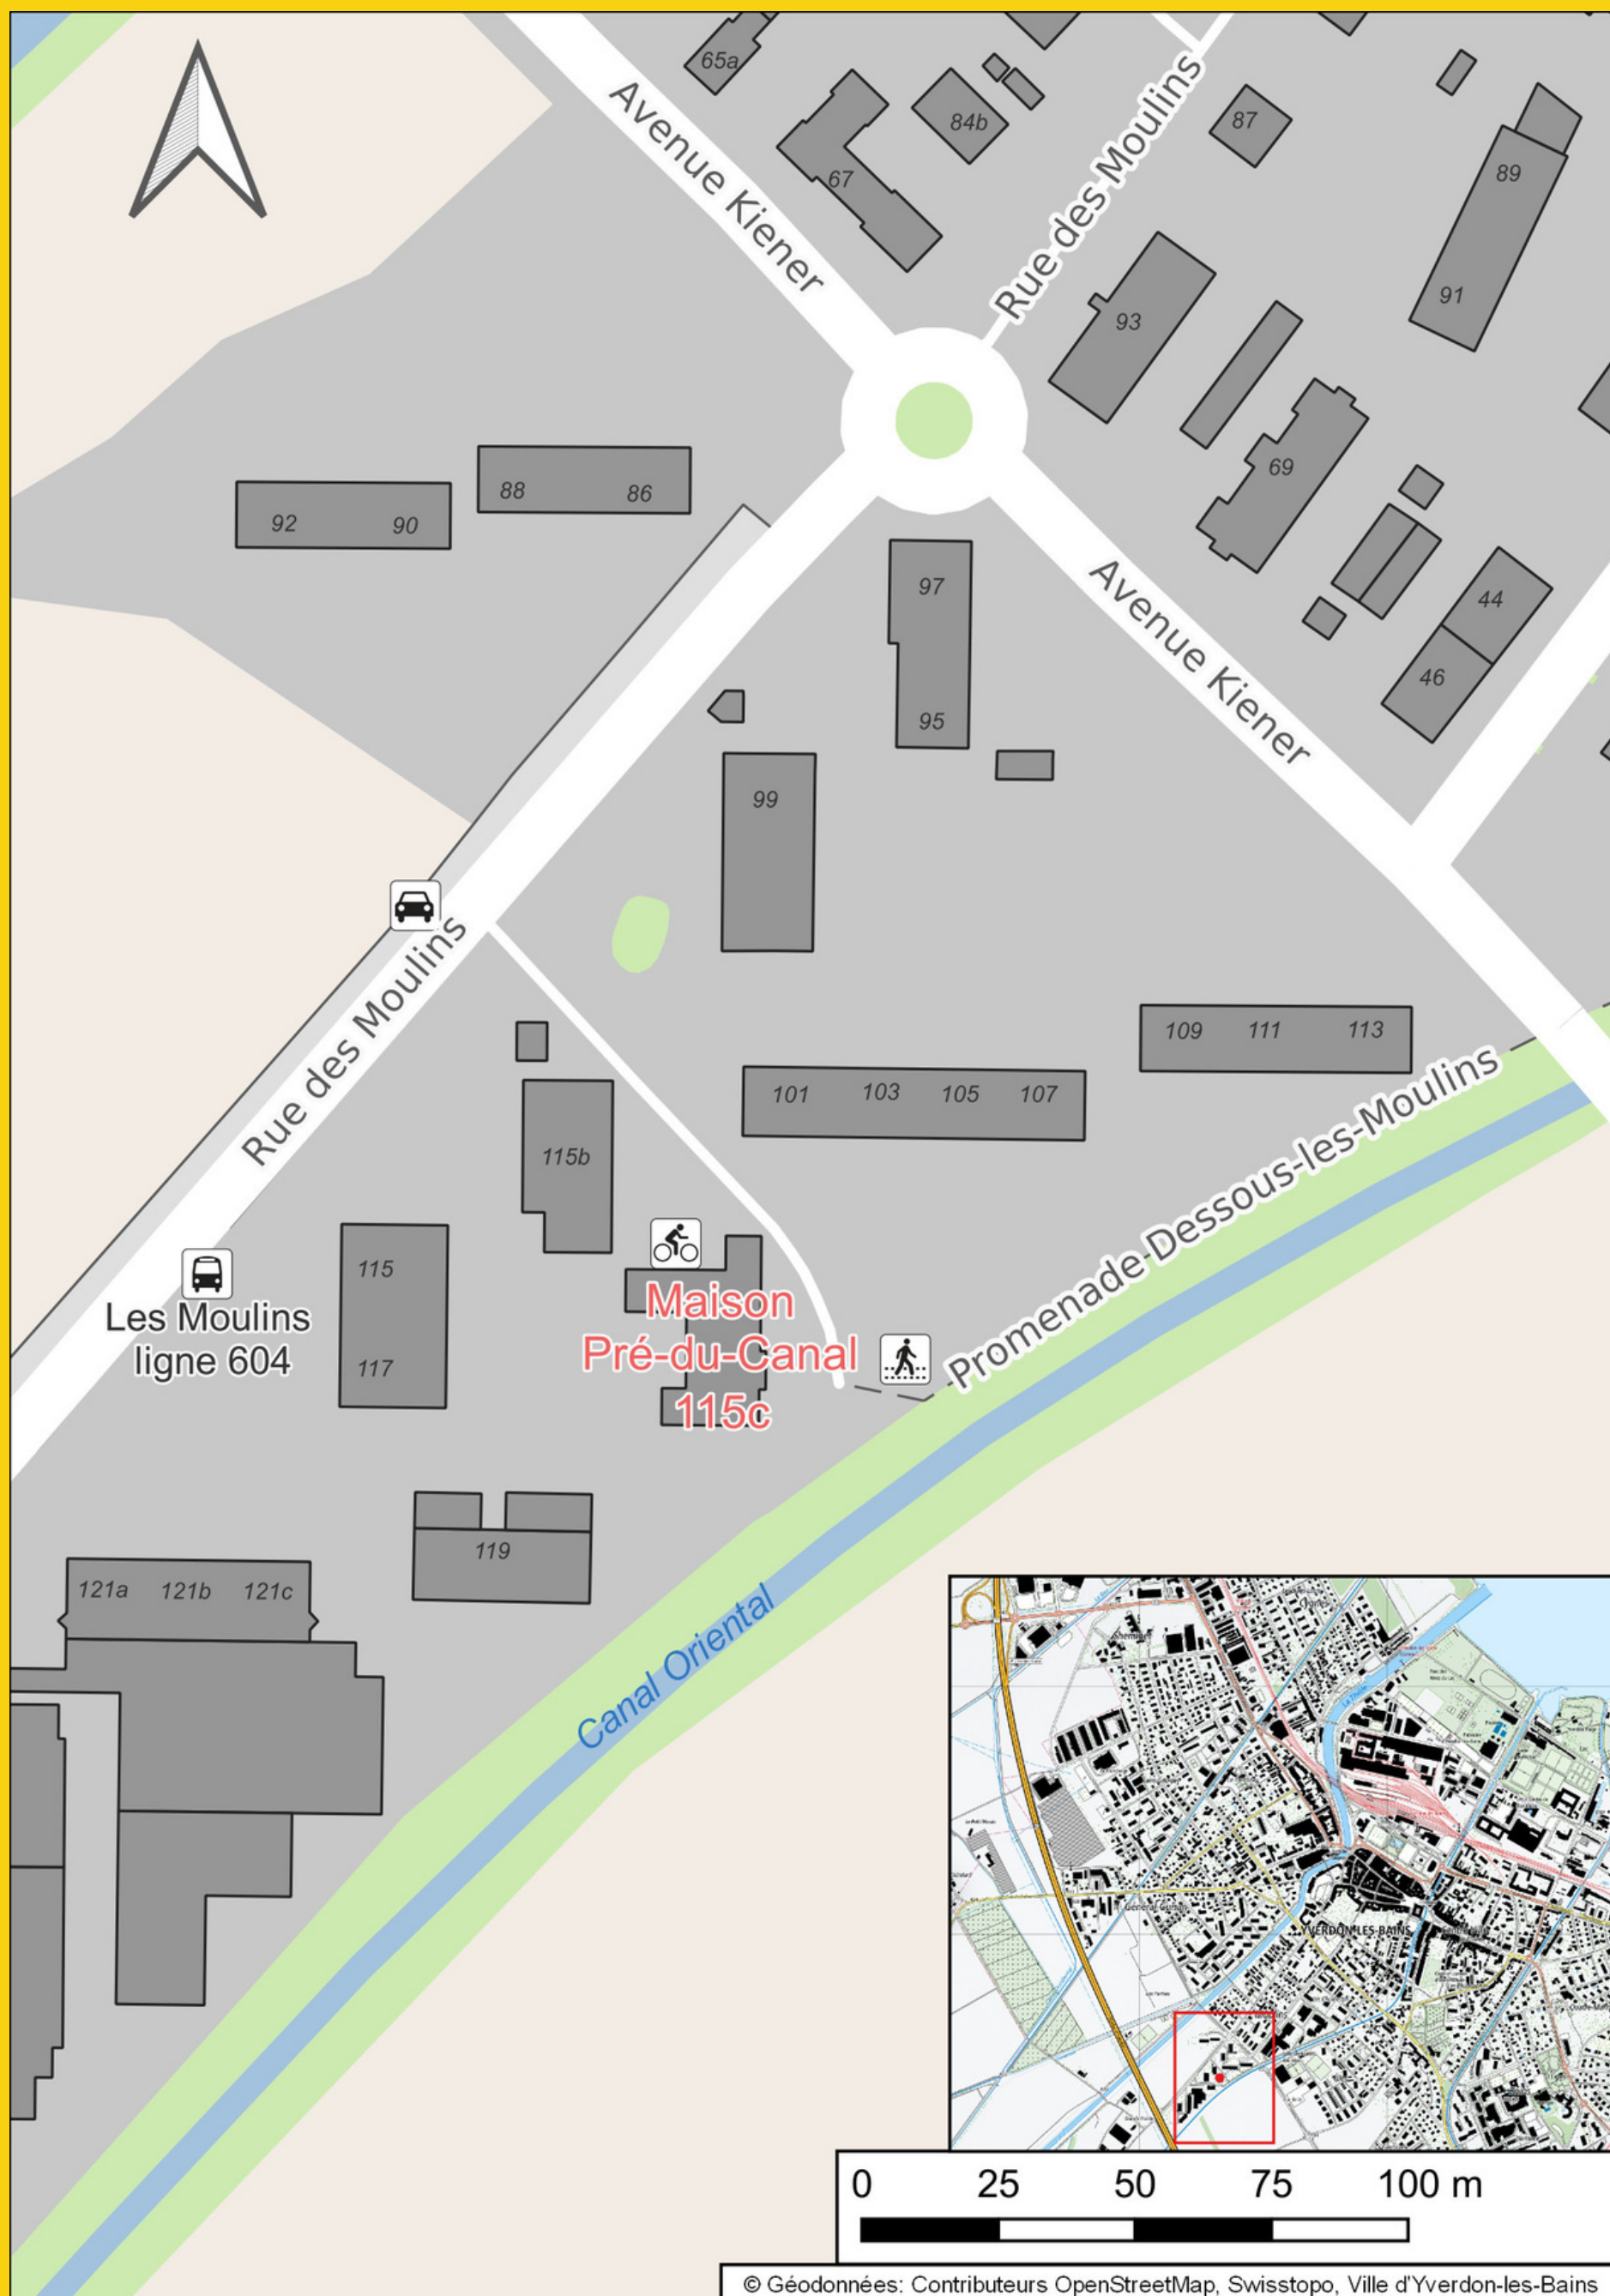 65a
Avenue Kiener
67
84b
Rue des Moulins
87
89
91
93
88
86
92
90
69
97
95
44
46
Avenue Kiener
99
Rue des Moulins
109
111
113
101
103
105
107
115b
Promenade-Dessous-les-Moulins
115
117
Les Moulins
ligne 604
Maison
Pré-du-Canal
115c
119
121a
121b
121c
Canal Oriental
YVERDON-LES-BAINS
0
25
50
75
100 m
© Géodonnées: Contributeurs OpenStreetMap, Swisstopo, Ville d'Yverdon-les-Bains